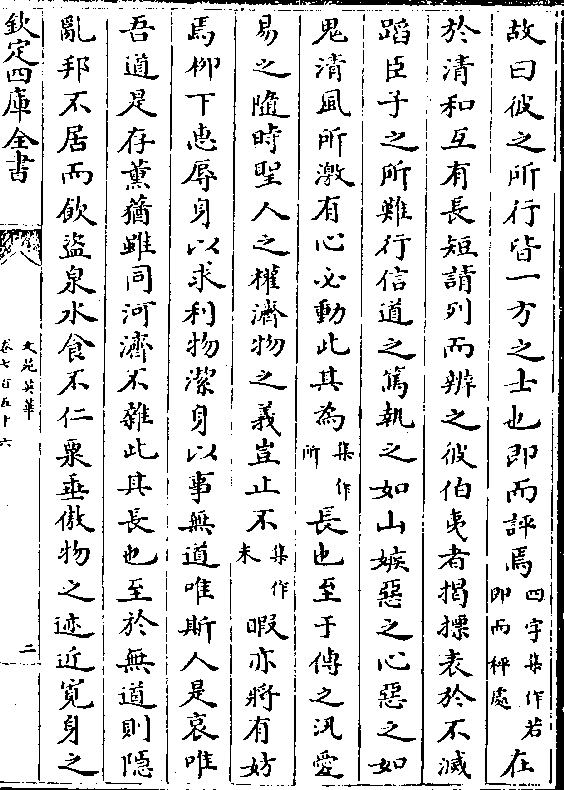 故曰彼之所行皆一方之士也即而評焉四字集作若即而秤處在
於清和互有長短請列而辨之彼伯夷者揭摽表於不滅
蹈臣子之所難行信道之篤執之如山嫉惡之心惡之如
鬼清風所激有心必動此其為集作所長也至于傳之汎愛
易之隨時聖人之權濟物之義豈止不集作未暇亦將有妨
焉柳下惠辱身以求利物潔身以事無道唯斯人是哀唯
吾道是存薰蕕雖同河濟不雜此其長也至於無道則隱
亂邦不居而飲盜泉水食不仁粟垂傲物之迹近寛身之
欽定四庫全書
文苑英華
卷七百五十六
二